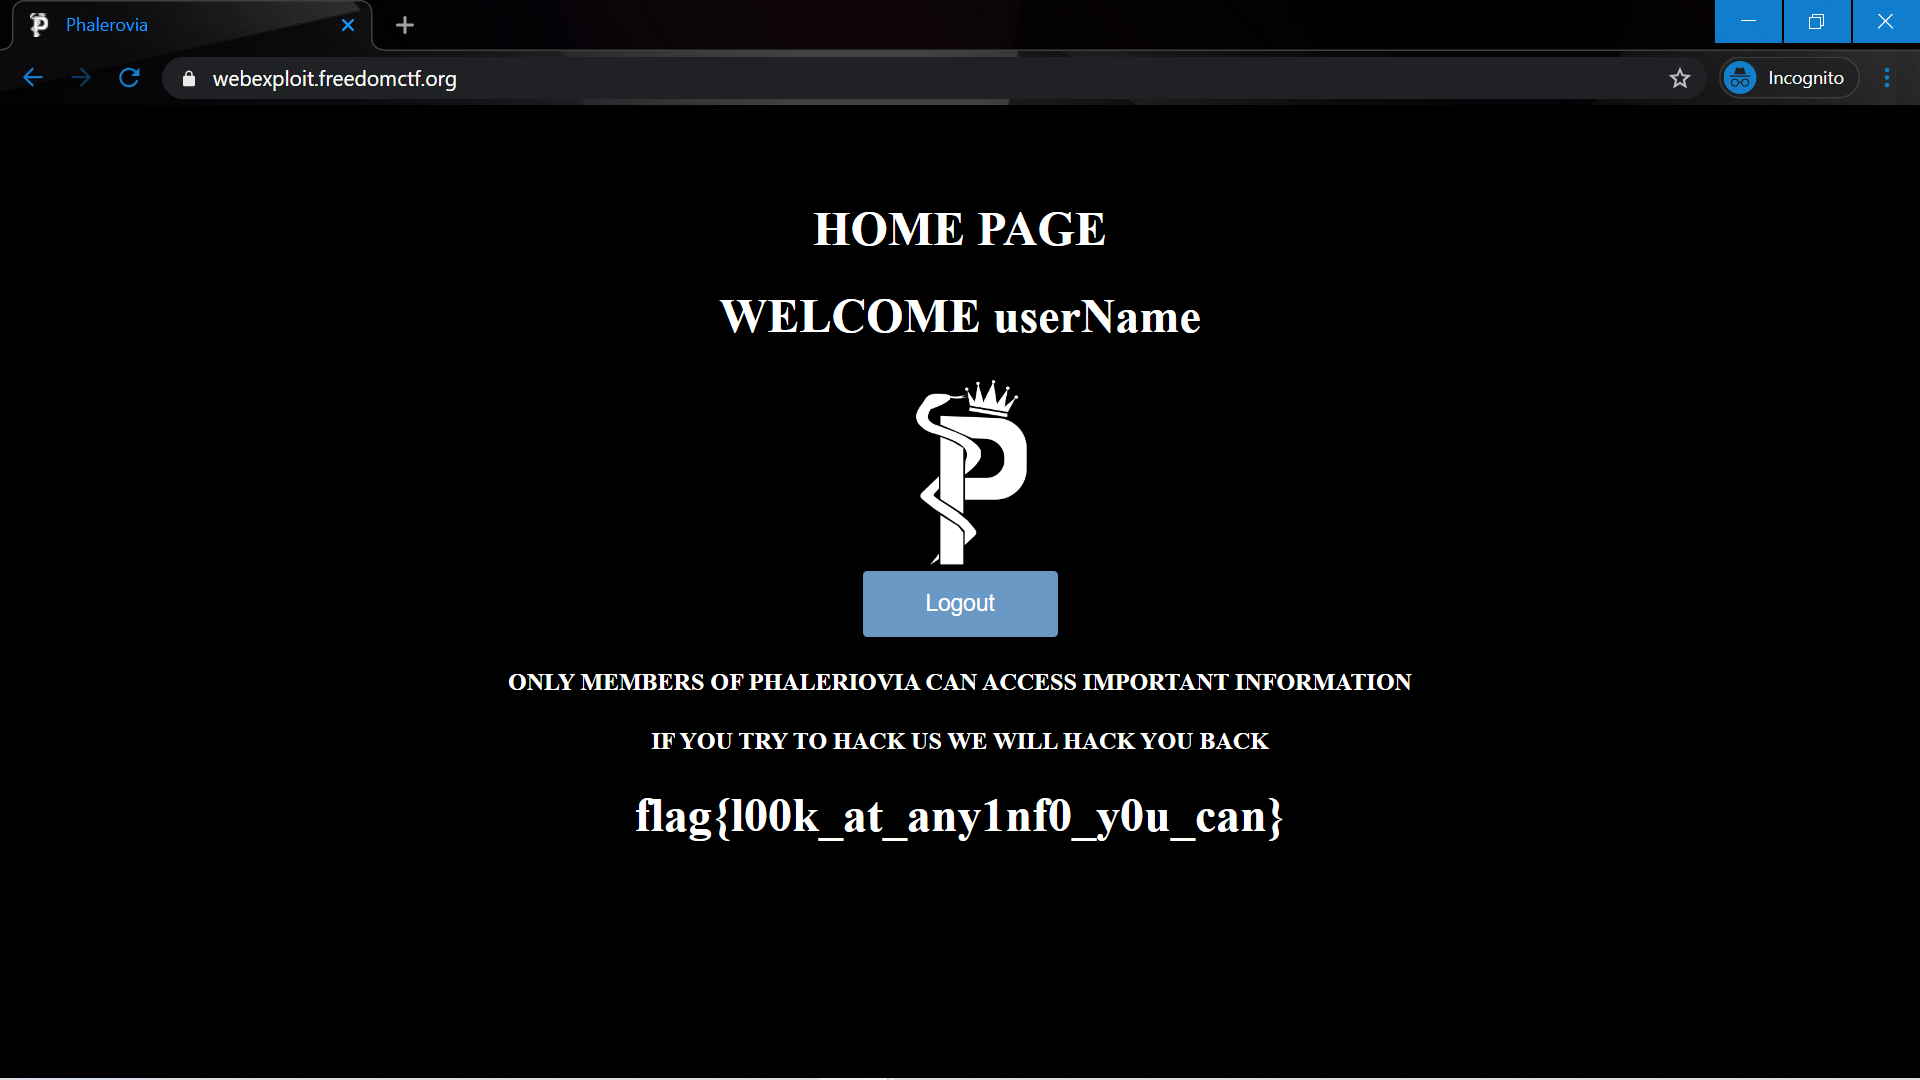 Phalerovia
webexploit.freedomctf.org
Incognito
HOME PAGE
WELCOME userName
P
Logout
ONLY MEMBERS OF PHALERIOVIA CAN ACCESS IMPORTANT INFORMATION
IF YOU TRY TO HACK US WE WILL HACK YOU BACK
flag{l00k_at_any1nf0_y0u_can}